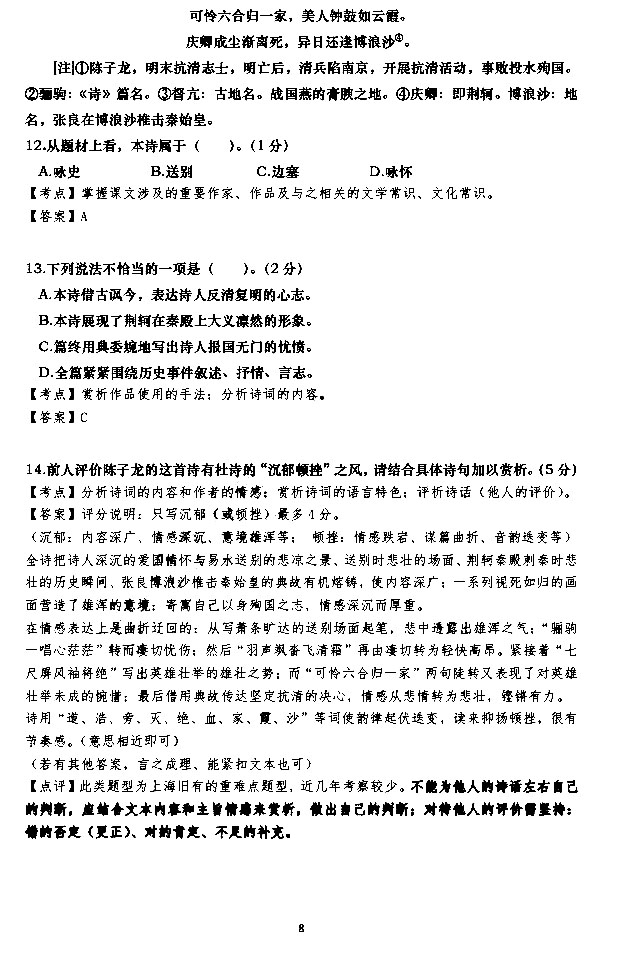 可怜六合归一家，美人钟鼓如云霞。
庆卿成尘渐离死，异日还逢博浪沙④。
[注]①陈子龙，明末抗清志士，明亡后，清兵陷南京，开展抗清活动，事败投水殉国。
②骊驹：《诗》篇名。③督亢：古地名。战国燕的膏腴之地。④庆卿：即荆轲。博浪沙：地
名，张良在博浪沙椎击秦始皇。
12.从题材上看，本诗属于（　　）。（1 分）
A.咏史 B.送别 C.边塞 D.咏怀
【考点】掌握课文涉及的重要作家、作品及与之相关的文学常识、文化常识。
【答案】A
13.下列说法不恰当的一项是（　　）。（2 分）
A.本诗借古讽今，表达诗人反清复明的心志。
B.本诗展现了荆轲在秦殿上大义凛然的形象。
C.篇终用典委婉地写出诗人报国无门的忧愤。
D.全篇紧紧围绕历史事件叙述、抒情、言志。
【考点】赏析作品使用的手法；分析诗词的内容。
【答案】C
14.前人评价陈子龙的这首诗有杜诗的“沉郁顿挫”之风，请结合具体诗句加以赏析。（5 分）
【考点】分析诗词的内容和作者的情感；赏析诗词的语言特色；评析诗话（他人的评价）。
【答案】评分说明：只写沉郁（或顿挫）最多 4 分。
（沉郁：内容深广、情感深沉、意境雄浑等；　顿挫：情感跌宕、谋篇曲折、音韵迭变等）
全诗把诗人深沉的爱国情怀与易水送别的悲凉之景、送别时悲壮的场面、荆轲秦殿刺秦时悲
壮的历史瞬间、张良博浪沙椎击秦始皇的典故有机熔铸，使内容深广；一系列视死如归的画
面营造了雄浑的意境；寄寓自己以身殉国之志，情感深沉而厚重。
在情感表达上是曲折迂回的：从写萧条旷达的送别场面起笔，悲中透露出雄浑之气；“骊驹
一唱心茫茫”转而凄切忧伤；然后“羽声飒沓飞清霜”再由凄切转为轻快高昂。紧接着“七
尺屏风袖将绝”写出英雄壮举的雄壮之势；而“可怜六合归一家”两句陡转又表现了对英雄
壮举未成的惋惜；最后借用典故传达坚定抗清的决心，情感从悲情转为悲壮，铿锵有力。
诗用“道、浩、旁、灭、绝、血、家、霞、沙”等词使韵律起伏迭变，读来抑扬顿挫，很有
节奏感。（意思相近即可）
（若有其他答案，言之成理、能紧扣文本也可）
【点评】此类题型为上海旧有的重难点题型，近几年考察较少。不能为他人的诗话左右自己
的判断，应结合文本内容和主旨情感来赏析，做出自己的判断；对待他人的评价需坚持：
错的否定（更正）、对的肯定、不足的补充。
8